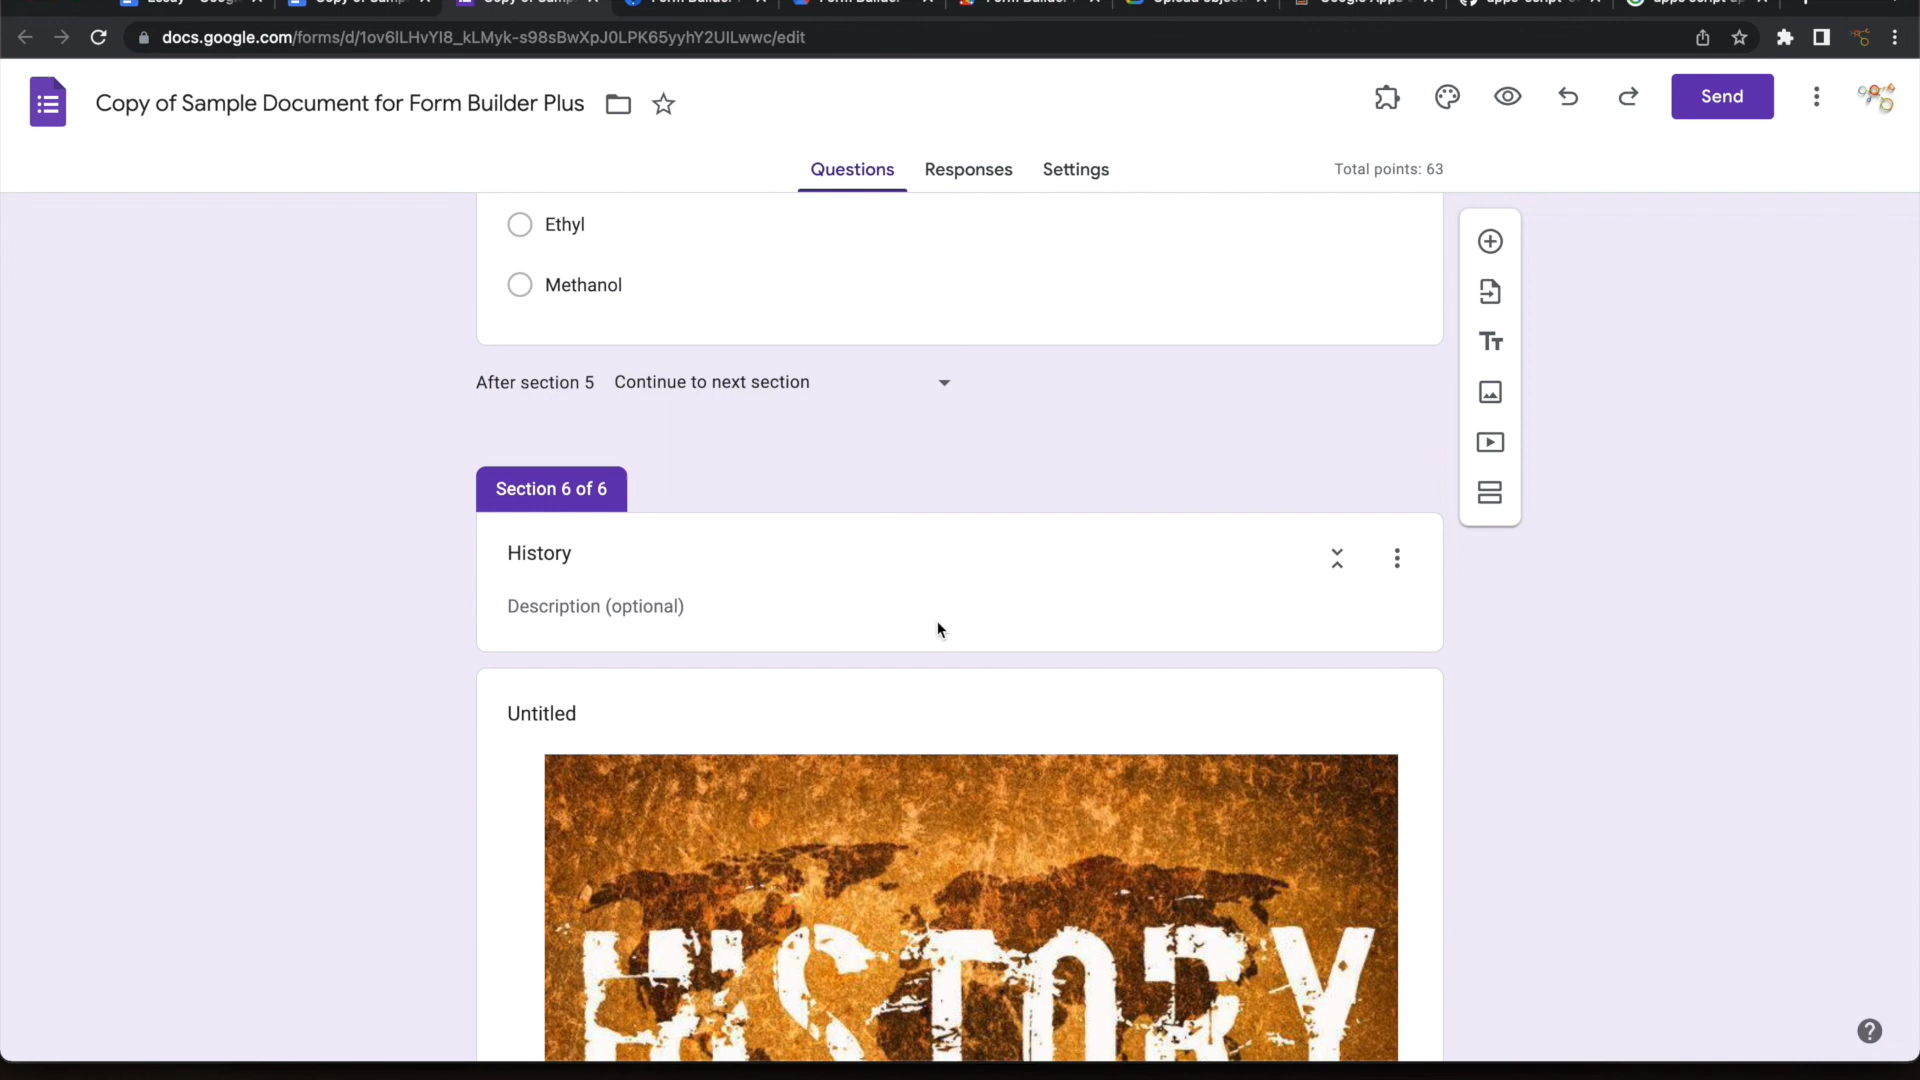 docs.google.com/forms/d/1ov6lLHvYI8_kLMyk-s98sBwXpJ0LPK65yyhY2UlLwwc/edit
Copy of Sample Document for Form Builder Plus
Send
Questions
Responses
Settings
Total points: 63
Ethyl
Methanol
After section 5
Continue to next section
Section 6 of 6
History
Description (optional)
Untitled
HISTORY